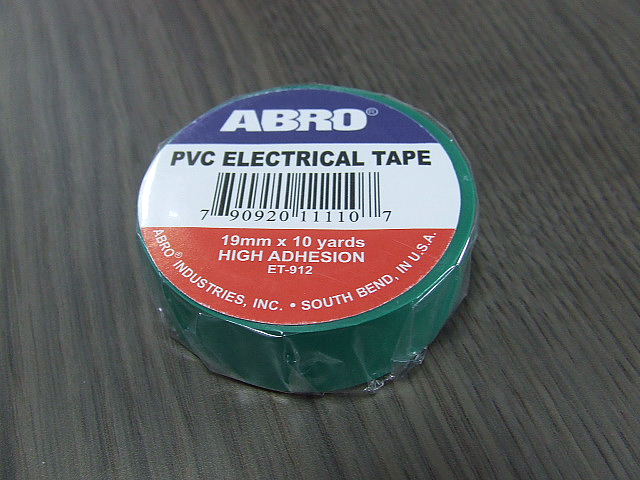 ABRO®
PVC ELECTRICAL TAPE
7 90920 11110 7
19mm x 10 yards
HIGH ADHESION
ET-912
ABRO® INDUSTRIES, INC. • SOUTH BEND, IN U.S.A.